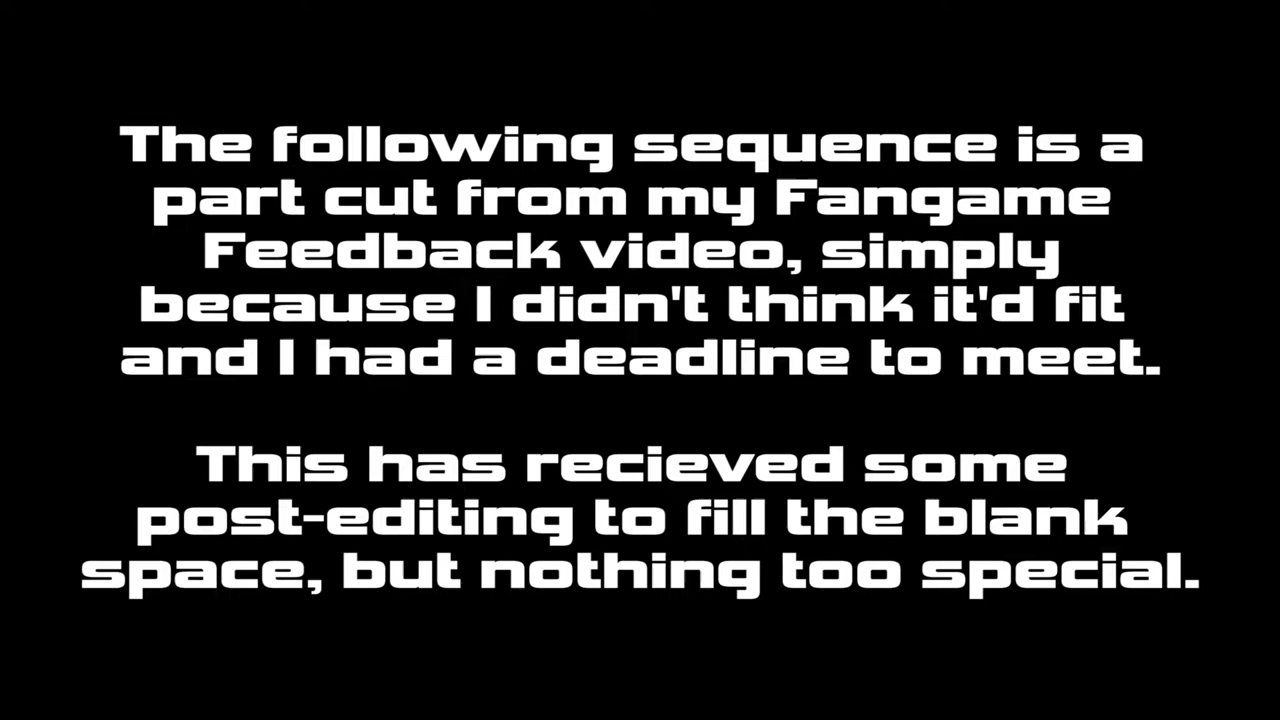 The following sequence is a
part cut from my Fangame
Feedback video, simply
because I didn't think it'd fit
and I had a deadline to meet.
This has recieved some
post-editing to fill the blank
space, but nothing too special.